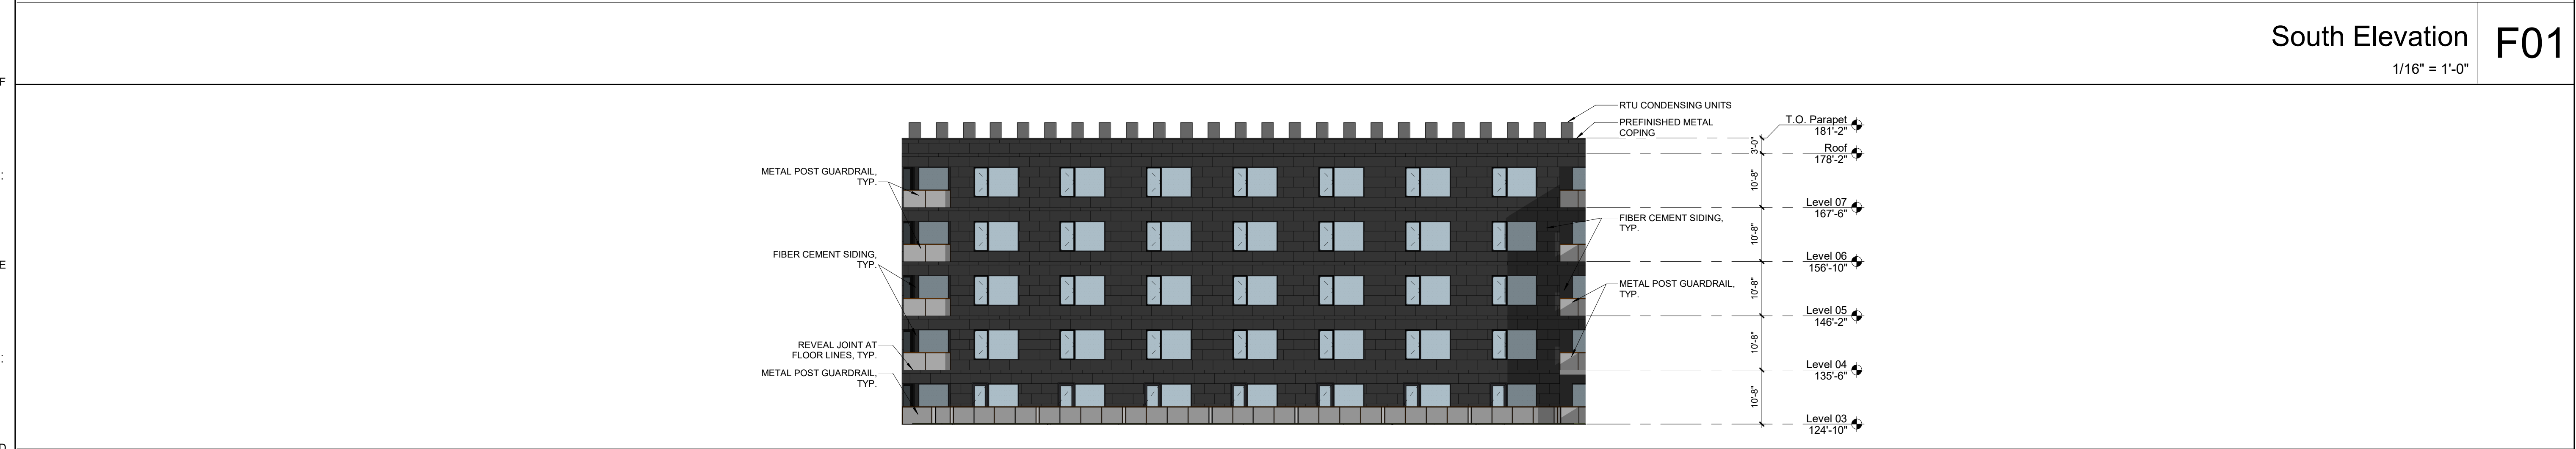 South Elevation
F01
1/16" = 1'-0"
F
RTU CONDENSING UNITS
PREFINISHED METAL
COPING
T.O. Parapet
181'-2"
3'-0"
Roof
178'-2"
METAL POST GUARDRAIL,
TYP.
10'-8"
Level 07
167'-6"
FIBER CEMENT SIDING,
TYP.
10'-8"
FIBER CEMENT SIDING,
TYP.
Level 06
156'-10"
E
METAL POST GUARDRAIL,
TYP.
10'-8"
Level 05
146'-2"
REVEAL JOINT AT
FLOOR LINES, TYP.
10'-8"
METAL POST GUARDRAIL,
TYP.
Level 04
135'-6"
10'-8"
Level 03
124'-10"
D